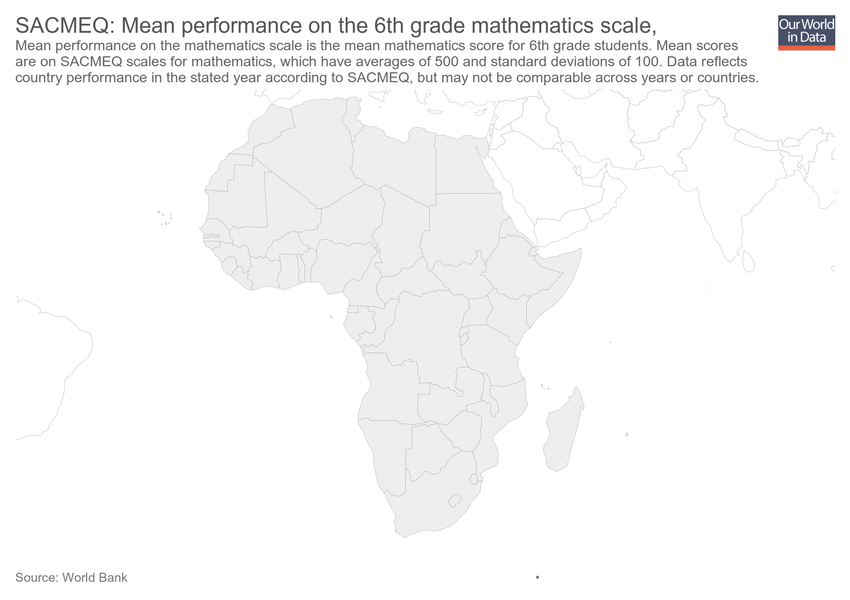 SACMEQ: Mean performance on the 6th grade mathematics scale,
Our World
in Data
Mean performance on the mathematics scale is the mean mathematics score for 6th grade students. Mean scores
are on SACMEQ scales for mathematics, which have averages of 500 and standard deviations of 100. Data reflects
country performance in the stated year according to SACMEQ, but may not be comparable across years or countries.
Source: World Bank